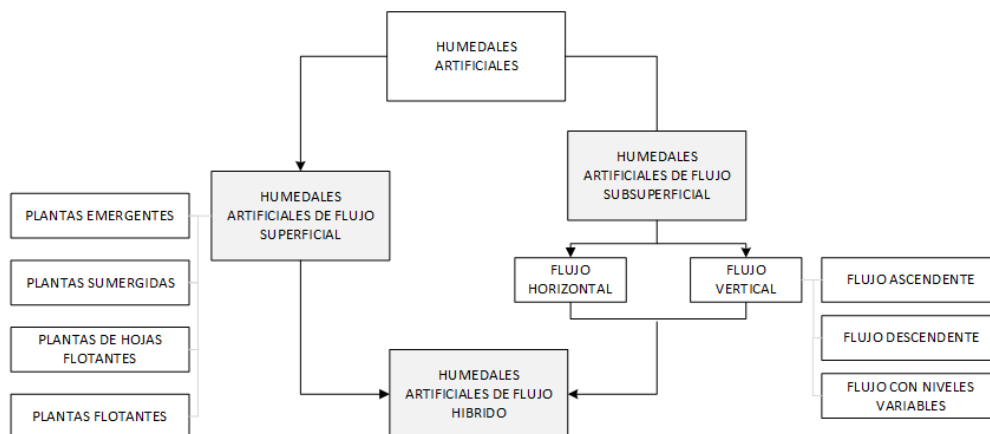 HUMEDALES
ARTIFICIALES
HUMEDALES
ARTIFICIALES DE FLUJO
SUBSUPERFICIAL
HUMEDALES
ARTIFICIALES DE FLUJO
SUPERFICIAL
PLANTAS EMERGENTES
PLANTAS SUMERGIDAS
PLANTAS DE HOJAS
FLOTANTES
PLANTAS FLOTANTES
FLUJO
HORIZONTAL
FLUJO
VERTICAL
FLUJO ASCENDENTE
FLUJO DESCENDENTE
FLUJO CON NIVELES
VARIABLES
HUMEDALES
ARTIFICIALES DE FLUJO
HIBRIDO